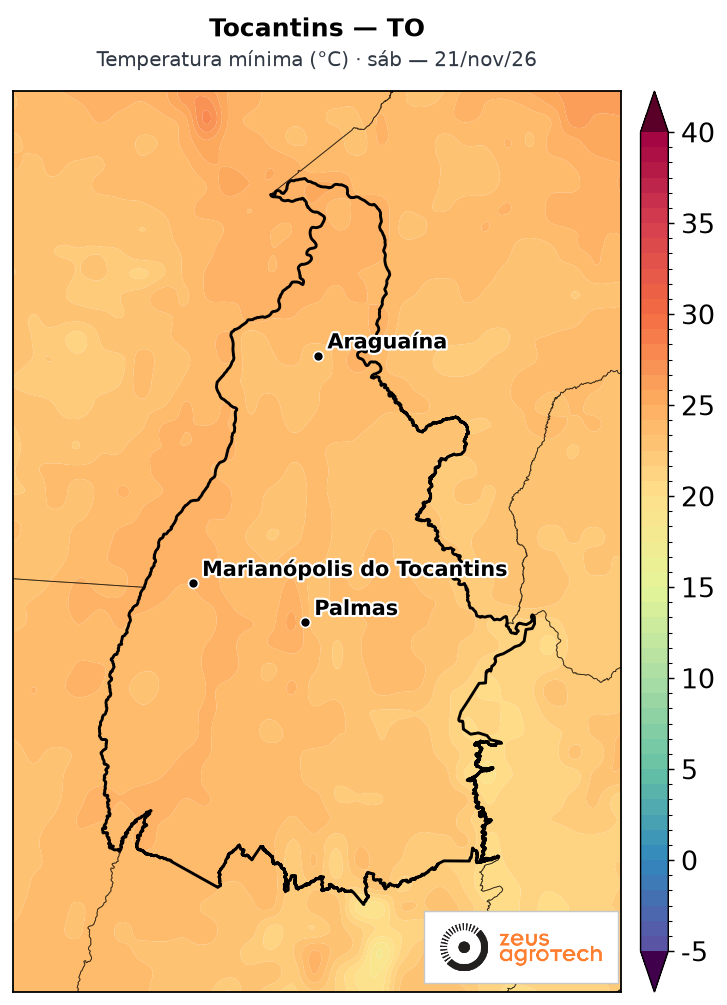 Tocantins — TO
Temperatura mínima (°C) · sáb — 21/nov/26
Araguaína
Marianópolis do Tocantins
Palmas
40
35
30
25
20
15
10
5
0
-5
zeus
agrotech